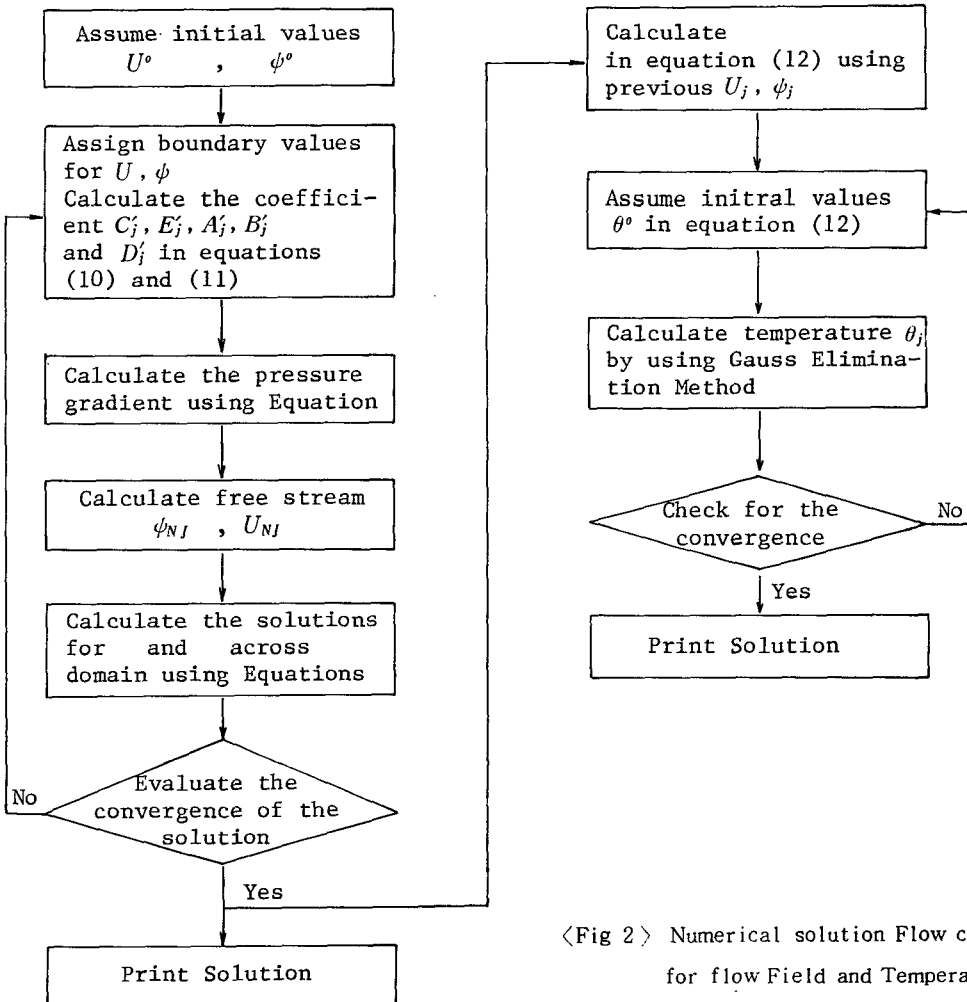 Assume initial values
U° , ψ°
Assign boundary values
for U, ψ
Calculate the coeffici-
ent C′j, E′j, A′j, B′j
and D′j in equations
(10) and (11)
Calculate the pressure
gradient using Equation
Calculate free stream
ψNJ , UNJ
Calculate the solutions
for and across
domain using Equations
Evaluate the
convergence of the
solution
No
Yes
Print Solution
Calculate
in equation (12) using
previous Uj, ψj
Assume initral values
θ° in equation (12)
Calculate temperature θj
by using Gauss Elimina-
tion Method
Check for the
convergence
No
Yes
Print Solution
〈Fig 2〉 Numerical solution Flow c
for flow Field and Tempera